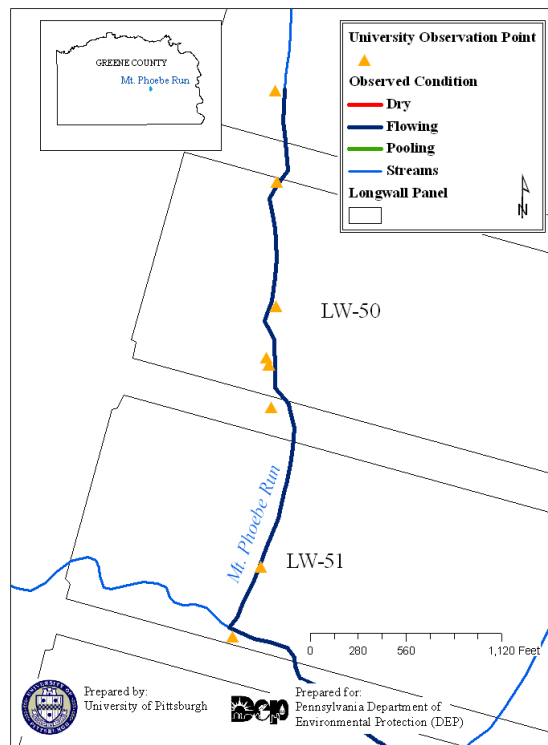 GREENE COUNTY
Mt. Phoebe Run
University Observation Point
Observed Condition
Dry
Flowing
Pooling
Streams
Longwall Panel
N
LW-50
Mt. Phoebe Run
LW-51
0 280 560 1,120 Feet
Prepared by:
University of Pittsburgh
dep
Prepared for:
Pennsylvania Department of
Environmental Protection (DEP)